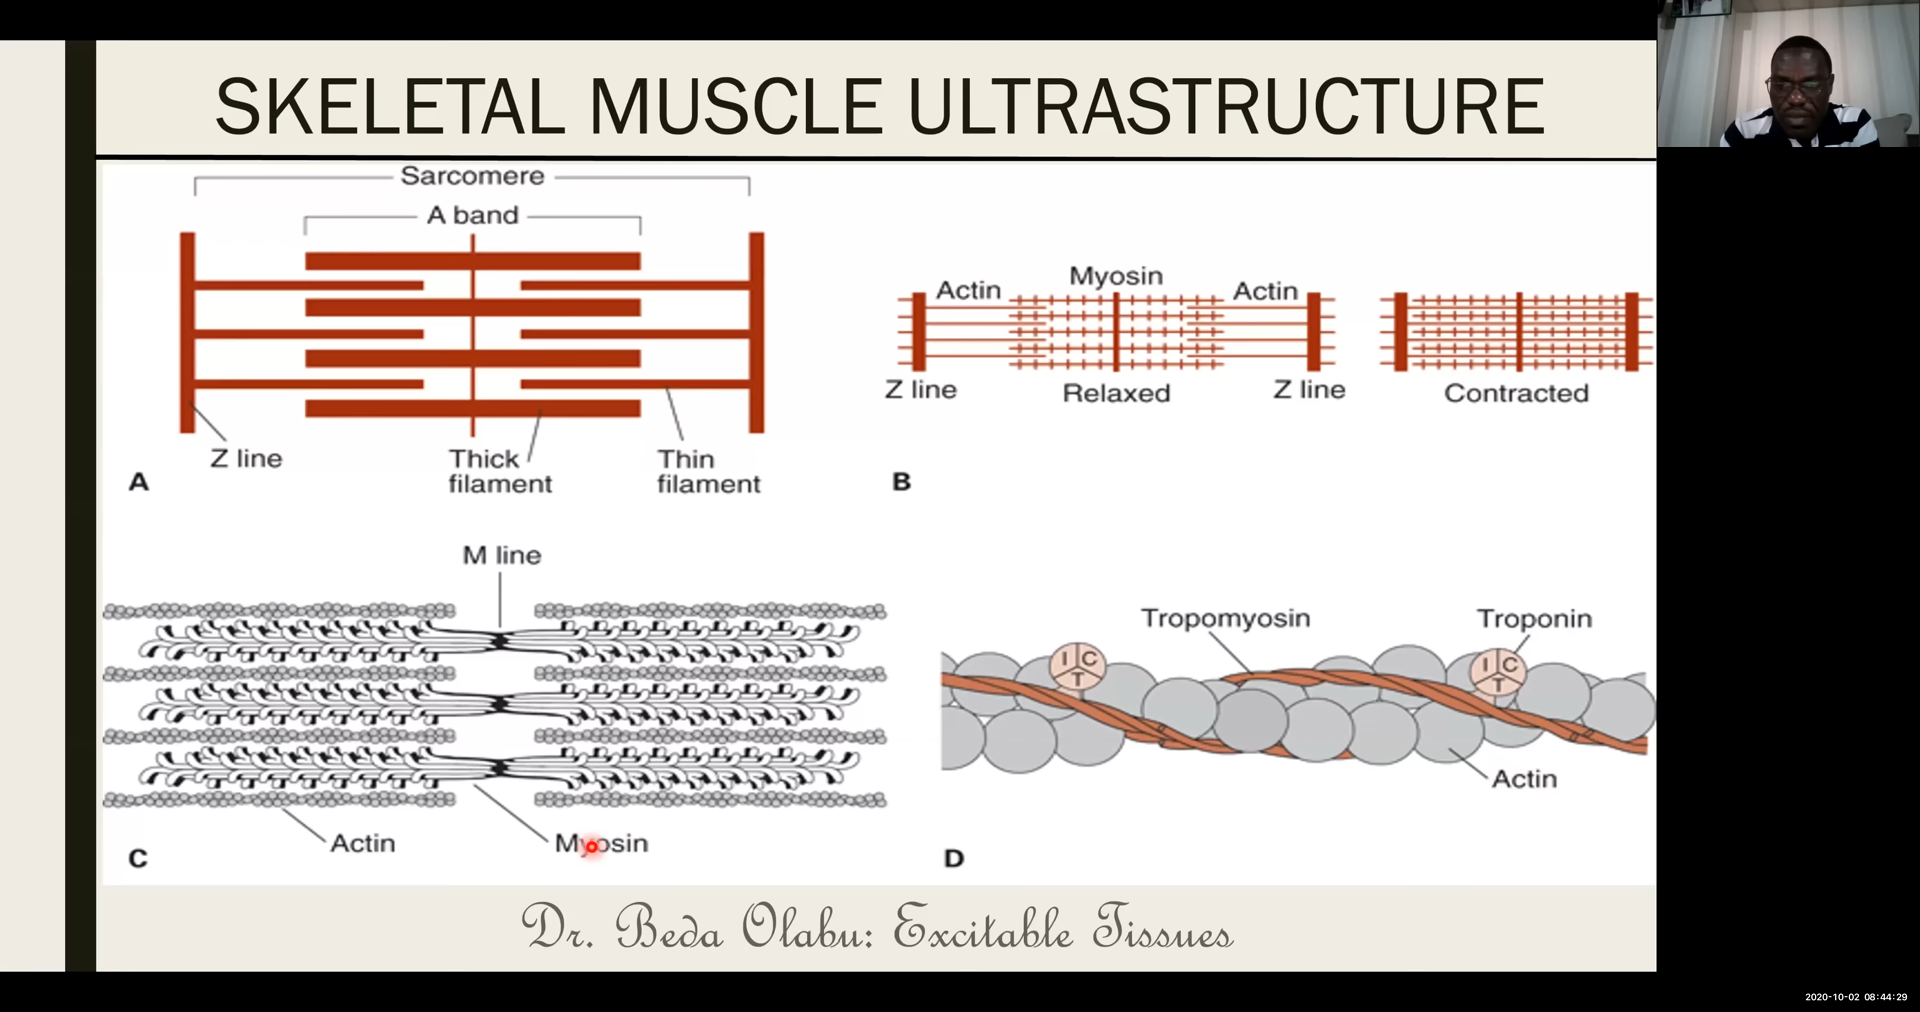 SKELETAL MUSCLE ULTRASTRUCTURE
Sarcomere
A band
Z line
Thick filament
Thin filament
A
Actin
Myosin
Actin
Z line
Relaxed
Z line
Contracted
B
M line
Actin
Myosin
C
Tropomyosin
Troponin
I C
T
I C
T
Actin
D
Dr. Beda Olabu: Excitable Tissues
2020-10-02 08:44:29